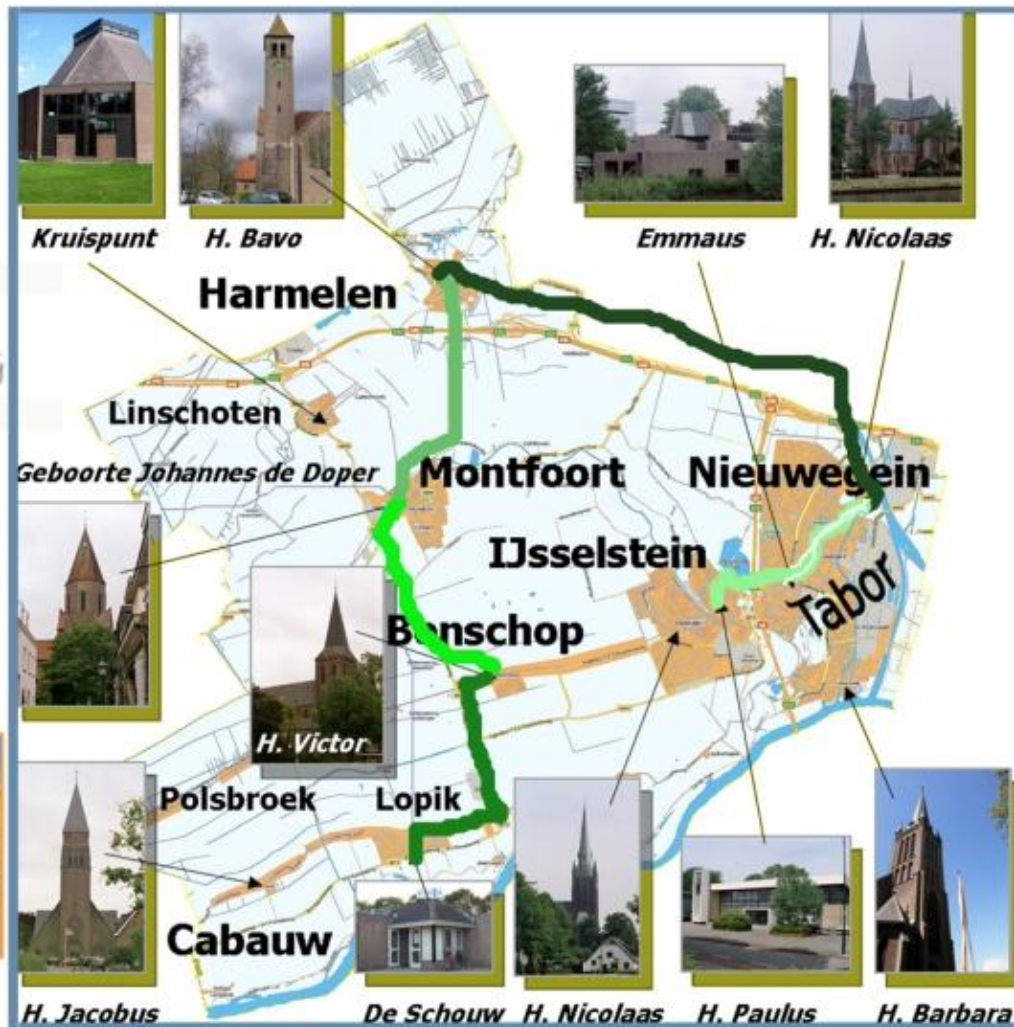 Kruispunt
H. Bavo
Emmaus
H. Nicolaas
Harmelen
Linschoten
Geboorte Johannes de Doper
Montfoort
Nieuwegein
IJsselstein
Tabor
Benschop
H. Victor
Polsbroek
Lopik
Cabauw
H. Jacobus
De Schouw
H. Nicolaas
H. Paulus
H. Barbara